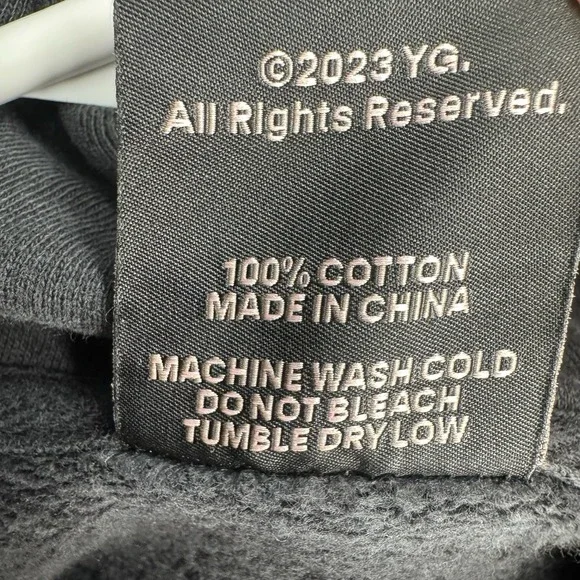 ©2023 YG.
All Rights Reserved.
100% COTTON
MADE IN CHINA
MACHINE WASH COLD
DO NOT BLEACH
TUMBLE DRY LOW